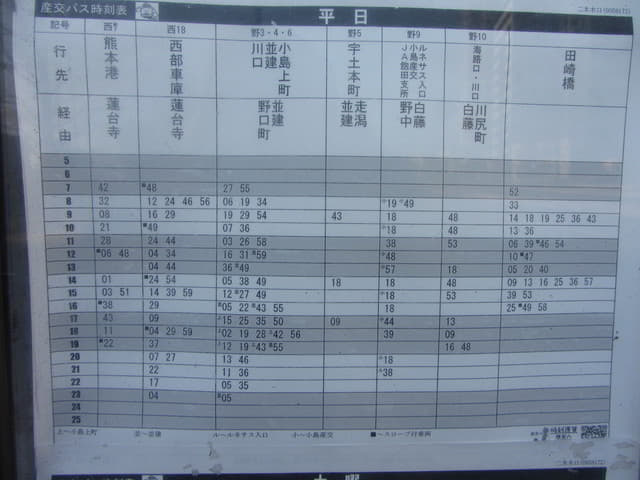 産交バス時刻表 平日 二本木口(0009172)
記号 西1 西18 野3・4・6 野5 野9 野10
行先 熊本港 西部車庫 小島上町 並建 川口 宇土本町 ルネサス入口 小島産交 JA飽田支所 海路口・川口 田崎橋
経由 蓮台寺 蓮台寺 並建 野口町 走潟 並建 白藤 野中 川尻町 白藤
5
6
7 42 48 27 55 52
8 32 12 24 46 56 06 19 34 19 49 33
9 08 16 29 19 29 54 43 18 48 14 18 19 25 36 43
10 21 49 07 36 18 48 13 36
11 28 24 44 03 26 58 38 53 06 39 46 54
12 06 48 04 34 16 31 59 48 10 47
13 04 44 36 49 57 18 05 20 40
14 01 24 54 05 38 49 18 18 48 09 13 16 25 36 57
15 03 51 14 39 59 12 27 49 18 53 39 53
16 38 29 05 22 43 55 25 49 58
17 43 09 15 25 35 50 09 44 13
18 11 04 29 59 02 19 28 42 56 39 09
19 22 37 12 19 43 55 16 48
20 07 27 13 46 18
21 22 11 36 38
22 17 05 35
23 04 05
24
25
上~小島上町 並~並建 ル~ルネサス入口 小~小島産交 ■~スロープ付車両
二本木口(0009172)